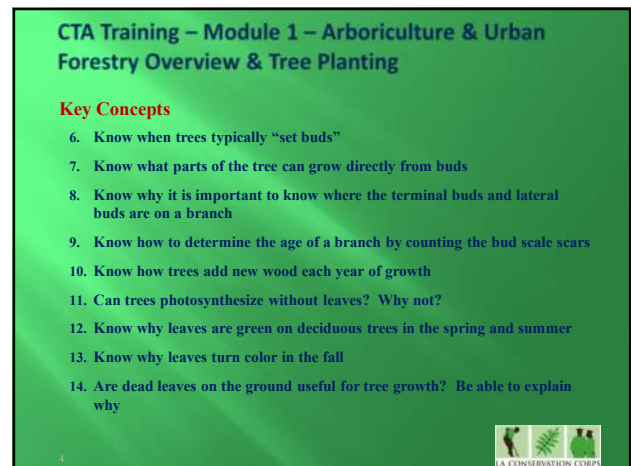 CTA Training – Module 1 – Arboriculture & Urban
Forestry Overview & Tree Planting
Key Concepts
6. Know when trees typically “set buds”
7. Know what parts of the tree can grow directly from buds
8. Know why it is important to know where the terminal buds and lateral
buds are on a branch
9. Know how to determine the age of a branch by counting the bud scale scars
10. Know how trees add new wood each year of growth
11. Can trees photosynthesize without leaves? Why not?
12. Know why leaves are green on deciduous trees in the spring and summer
13. Know why leaves turn color in the fall
14. Are dead leaves on the ground useful for tree growth? Be able to explain
why
4
LA CONSERVATION CORPS